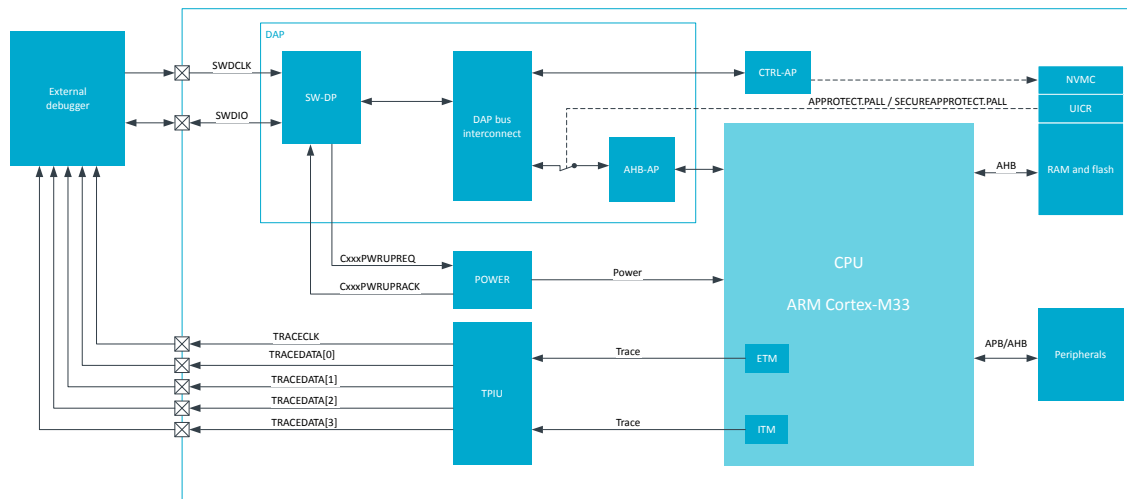 DAP
External
debugger
SWDCLK
SWDIO
SW-DP
DAP bus
interconnect
CTRL-AP
AHB-AP
APPROTECT.PALL / SECUREAPPROTECT.PALL
NVMC
UICR
RAM and flash
AHB
CxxxPWRUPREQ
CxxxPWRUPRACK
POWER
Power
CPU
ARM Cortex-M33
TRACECLK
TRACEDATA[0]
TRACEDATA[1]
TRACEDATA[2]
TRACEDATA[3]
TPIU
Trace
Trace
ETM
ITM
APB/AHB
Peripherals